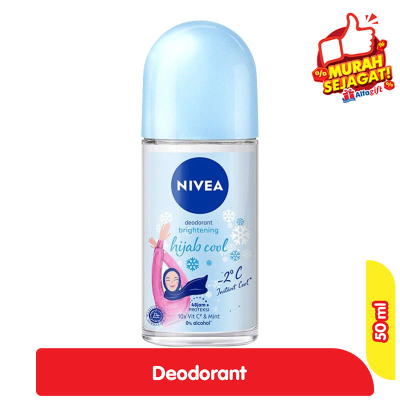 MURAH
SEJAGAT!
Alfagift
NIVEA
deodorant
brightening
hijab cool
-2°C
Instant Cool
48jam
PROTEKSI
10x Vit C* & Mint
0% alcohol
50 ml
Deodorant